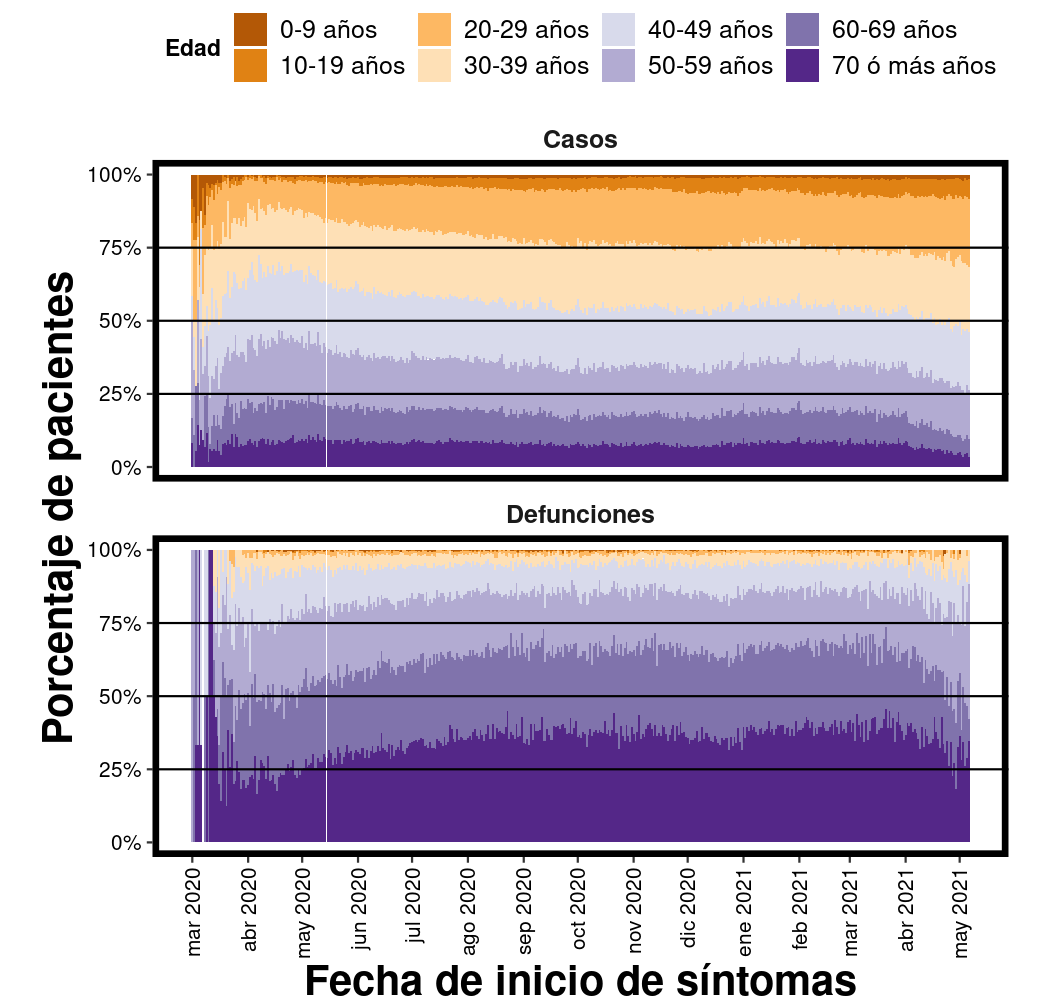 Edad
0-9 años
20-29 años
40-49 años
60-69 años
10-19 años
30-39 años
50-59 años
70 ó más años
Casos
100%
75%
50%
25%
0%
Defunciones
100%
75%
50%
25%
0%
Porcentaje de pacientes
mar 2020
abr 2020
may 2020
jun 2020
jul 2020
ago 2020
sep 2020
oct 2020
nov 2020
dic 2020
ene 2021
feb 2021
mar 2021
abr 2021
may 2021
Fecha de inicio de síntomas